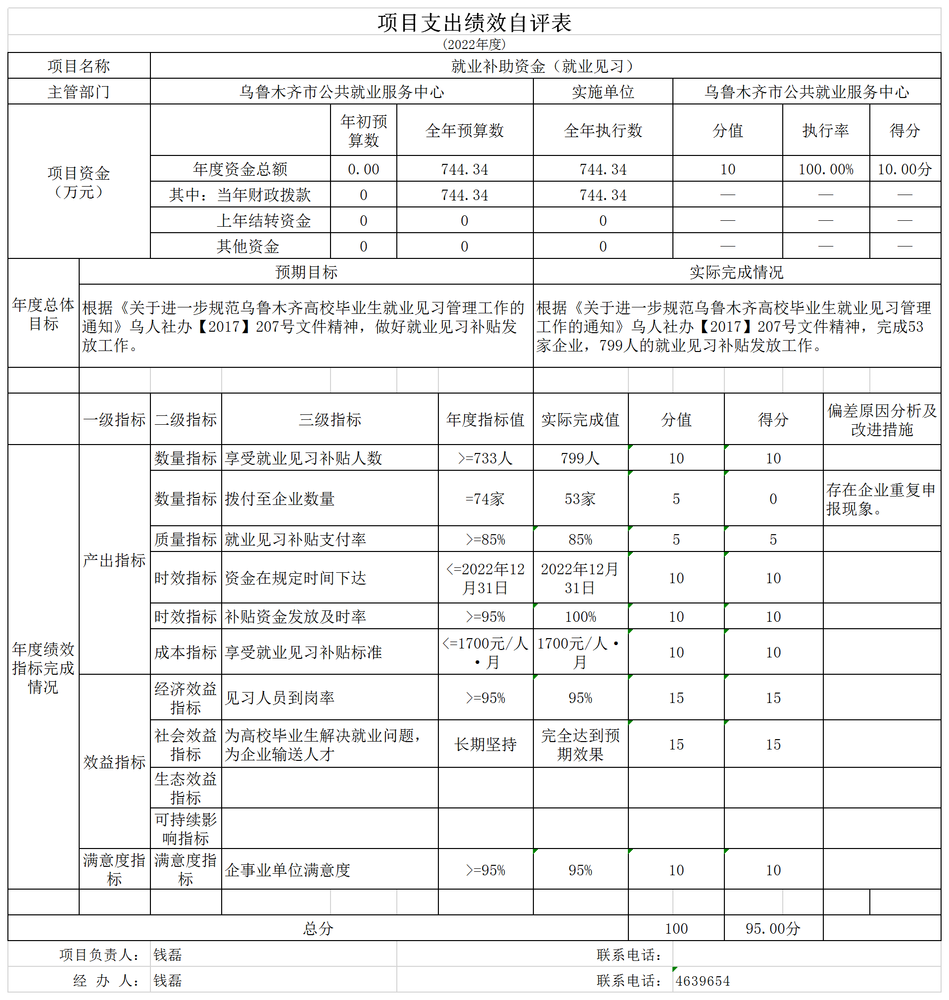 项目支出绩效自评表
(2022年度)
项目名称 就业补助资金（就业见习）
主管部门 乌鲁木齐市公共就业服务中心 实施单位 乌鲁木齐市公共就业服务中心
项目资金
（万元）
年初预
算数
全年预算数 全年执行数 分值 执行率 得分
年度资金总额 0.00 744.34 744.34 10 100.00% 10.00分
其中：当年财政拨款 0 744.34 744.34 — — —
上年结转资金 0 0 0 — — —
其他资金 0 0 0 — — —
年度总体
目标
预期目标 实际完成情况
根据《关于进一步规范乌鲁木齐高校毕业生就业见习管理工作的
通知》乌人社办【2017】207号文件精神，做好就业见习补贴发
放工作。
根据《关于进一步规范乌鲁木齐高校毕业生就业见习管理
工作的通知》乌人社办【2017】207号文件精神，完成53
家企业，799人的就业见习补贴发放工作。
一级指标 二级指标 三级指标 年度指标值 实际完成值 分值 得分
偏差原因分析及
改进措施
年度绩效
指标完成
情况
产出指标
数量指标 享受就业见习补贴人数 >=733人 799人 10 10
数量指标 拨付至企业数量 =74家 53家 5 0
存在企业重复申
报现象。
质量指标 就业见习补贴支付率 >=85% 85% 5 5
时效指标 资金在规定时间下达
<=2022年12
月31日
2022年12月
31日
10 10
时效指标 补贴资金发放及时率 >=95% 100% 10 10
成本指标 享受就业见习补贴标准
<=1700元/人
·月
1700元/人·
月
10 10
效益指标
经济效益
指标
见习人员到岗率 >=95% 95% 15 15
社会效益
指标
为高校毕业生解决就业问题，
为企业输送人才
长期坚持
完全达到预
期效果
15 15
生态效益
指标
可持续影
响指标
满意度指
标
满意度指
标
企事业单位满意度 >=95% 95% 10 10
总分 100 95.00分
项目负责人： 钱磊 联系电话：
经 办 人： 钱磊 联系电话： 4639654